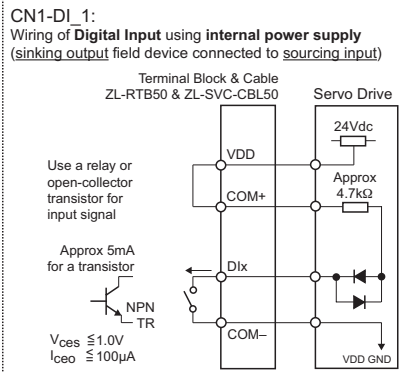 CN1-DI_1:
Wiring of Digital Input using internal power supply
(sinking output field device connected to sourcing input)
Terminal Block & Cable
ZL-RTB50 & ZL-SVC-CBL50
Servo Drive
24Vdc
VDD
Use a relay or
open-collector
transistor for
input signal
Approx
4.7kΩ
COM+
Approx 5mA
for a transistor
DIx
NPN
TR
COM–
Vces ≦1.0V
Iceo ≦100μA
VDD GND